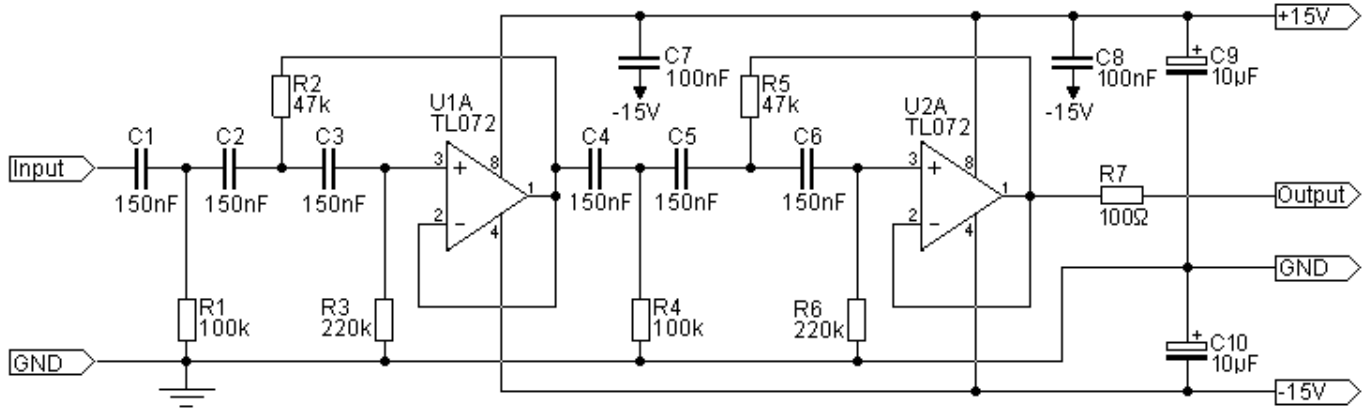 +15V
C7
100nF
-15V
C8
100nF
-15V
C9
+
10µF
R2
47k
R5
47k
U1A
TL072
U2A
TL072
C1
C2
C3
C4
C5
C6
Input
150nF
150nF
150nF
150nF
150nF
150nF
3
+
8
1
2
−
4
3
+
8
1
2
−
4
R7
100Ω
Output
GND
R1
100k
R3
220k
R4
100k
R6
220k
C10
+
10µF
GND
-15V